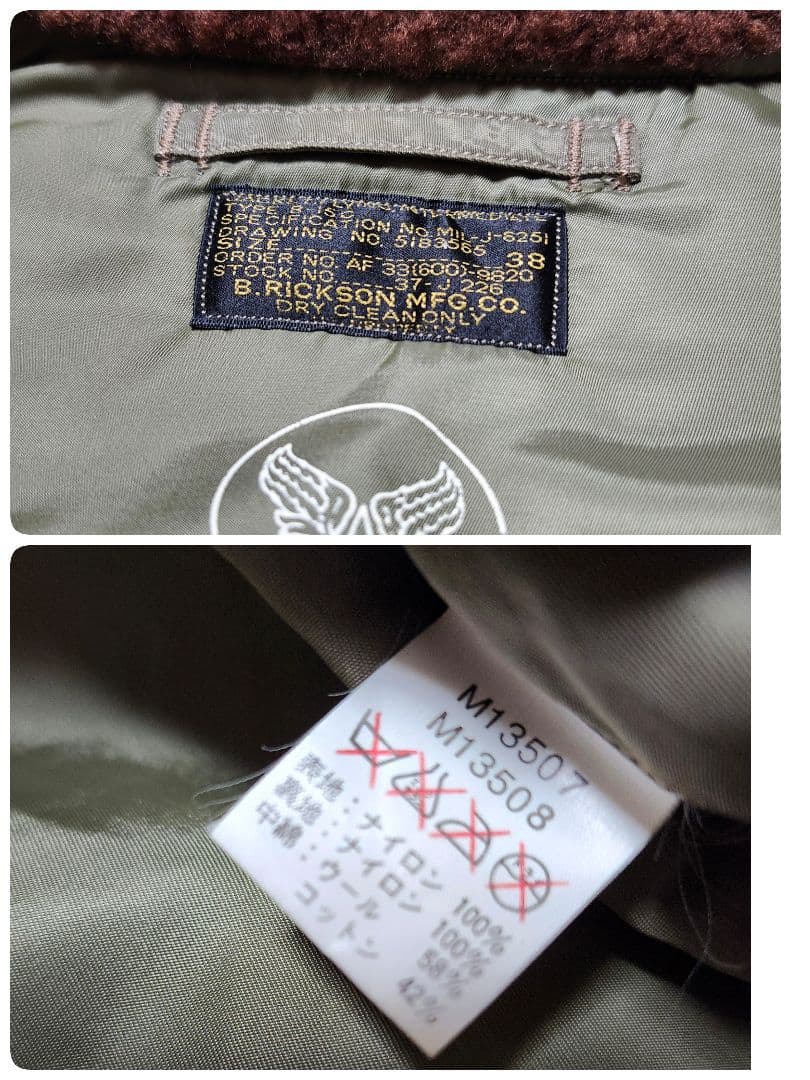 TYPE B-15C
SPECIFICATION No. MIL-J-6251
DRAWING NO. 5183565
SIZE 38
ORDER NO. AF 33(600)-9820
STOCK NO. 37 J 226
B.RICKSON MFG.CO.
DRY CLEAN ONLY
M13507
M13508
表地：ナイロン 100%
裏地：ナイロン 100%
中綿：ウール 58%
コットン 42%